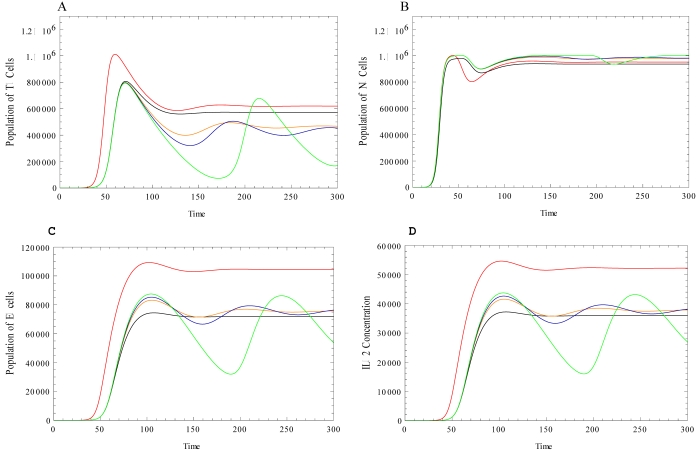 A
1.2| 10^6
1.| 10^6
800000
600000
400000
200000
0
0 50 100 150 200 250 300
Population of T Cells
Time
B
1.2| 10^6
1.| 10^6
800000
600000
400000
200000
0
0 50 100 150 200 250 300
Population of N Cells
Time
C
120000
100000
80000
60000
40000
20000
0
0 50 100 150 200 250 300
Population of E cells
Time
D
60000
50000
40000
30000
20000
10000
0
0 50 100 150 200 250 300
IL 2 Concentration
Time